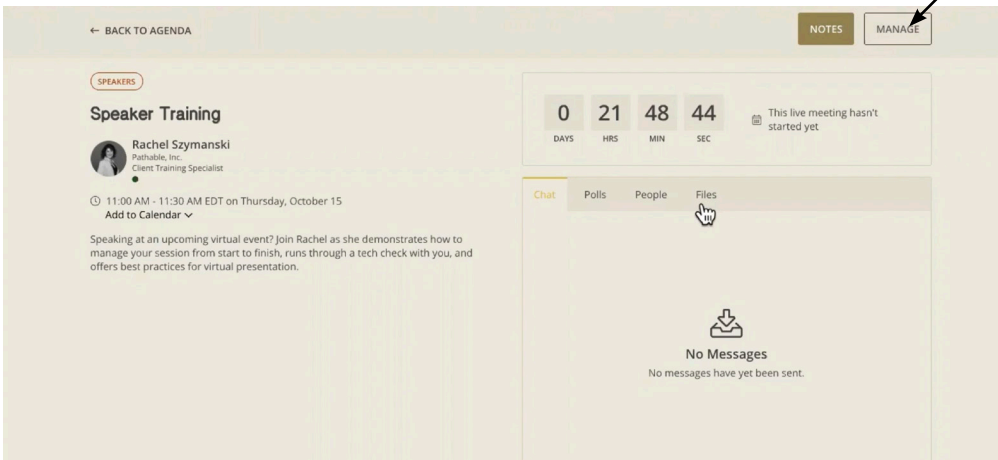 ← BACK TO AGENDA
NOTES
MANAGE
SPEAKERS
Speaker Training
Rachel Szymanski
Pathable, Inc.
Client Training Specialist
11:00 AM - 11:30 AM EDT on Thursday, October 15
Add to Calendar
Speaking at an upcoming virtual event? Join Rachel as she demonstrates how to
manage your session from start to finish, runs through a tech check with you, and
offers best practices for virtual presentation.
0 21 48 44
DAYS HRS MIN SEC
This live meeting hasn't
started yet
Chat Polls People Files
No Messages
No messages have yet been sent.